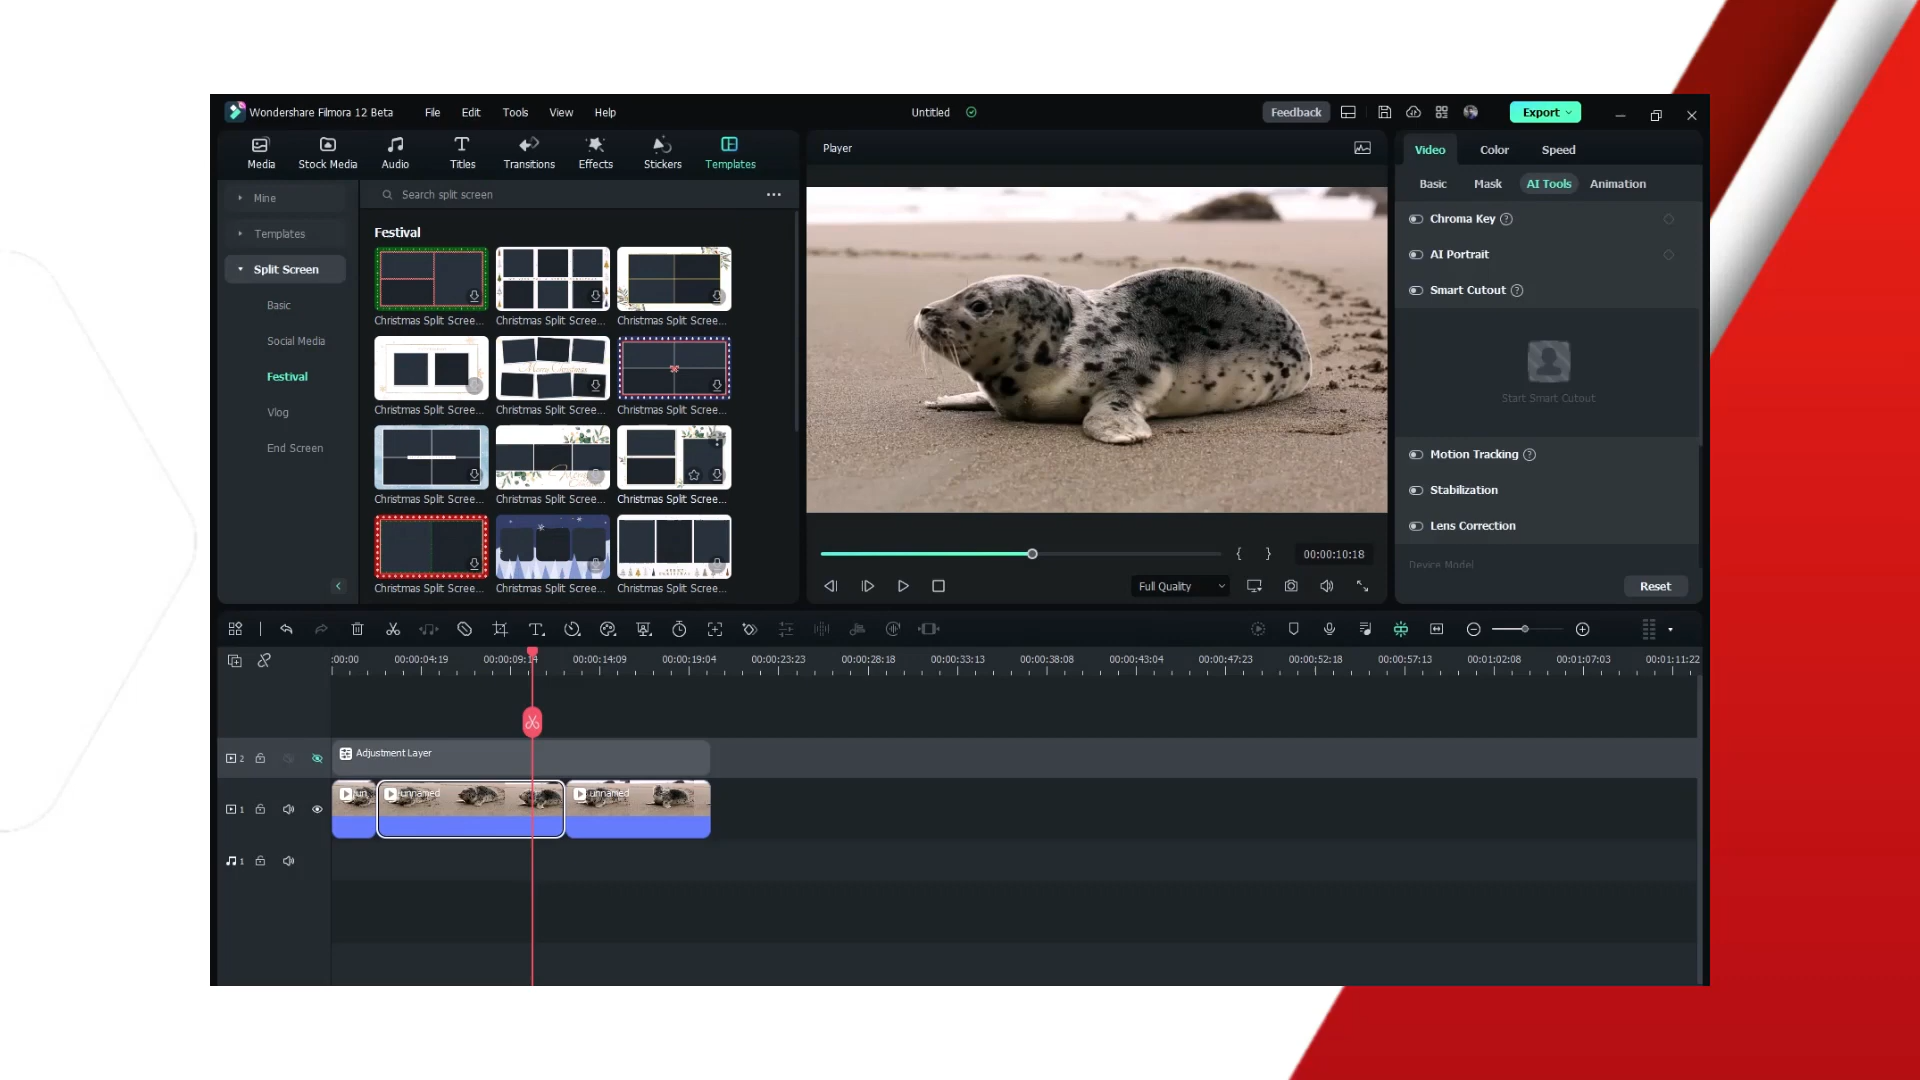 Wondershare Filmora 12 Beta File Edit Tools View Help Untitled Feedback Export
Media Stock Media Audio Titles Transitions Effects Stickers Templates
Player
Video Color Speed
Mine
Templates
Split Screen
Basic
Social Media
Festival
Vlog
End Screen
Search split screen
Festival
Christmas Split Scree... Christmas Split Scree... Christmas Split Scree...
Merry Christmas
Christmas Split Scree... Christmas Split Scree... Christmas Split Scree...
Christmas Split Scree... Christmas Split Scree... Christmas Split Scree...
Christmas Split Scree... Christmas Split Scree... Christmas Split Scree...
{ } 00:00:10:18
Full Quality
Basic Mask AI Tools Animation
Chroma Key ?
AI Portrait
Smart Cutout ?
Start Smart Cutout
Motion Tracking ?
Stabilization
Lens Correction
Device Model
Reset
:00:00 00:00:04:19 00:00:09:14 00:00:14:09 00:00:19:04 00:00:23:23 00:00:28:18 00:00:33:13 00:00:38:08 00:00:43:04 00:00:47:23 00:00:52:18 00:00:57:13 00:01:02:08 00:01:07:03 00:01:11:22
2 Adjustment Layer
1 un unnamed unnamed
1